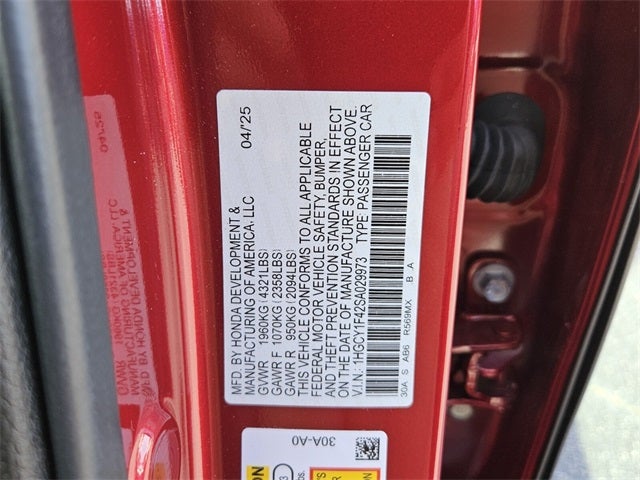 MFD. BY HONDA DEVELOPMENT & 04/'25
MANUFACTURING OF AMERICA, LLC
GVWR 1960KG(4321LBS)
GAWR F 1070KG(2358LBS)
GAWR R 950KG(2094LBS)
THIS VEHICLE CONFORMS TO ALL APPLICABLE
FEDERAL MOTOR VEHICLE SAFETY, BUMPER,
AND THEFT PREVENTION STANDARDS IN EFFECT
ON THE DATE OF MANUFACTURE SHOWN ABOVE.
V.I.N.: 1HGCY1F42SA029973 TYPE: PASSENGER CAR
30A S AB6 R569MX B A
30A-A0